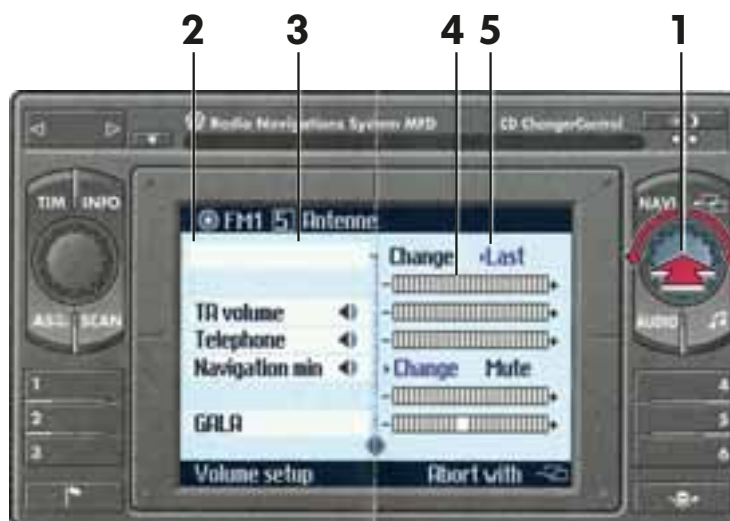 2 3 4 5 1
Radio Navigations System MFD CD ChangerControl
TIM INFO
NAVI
FM1 5 Antenne
Change Last
TA volume
Telephone
Navigation min Change Mute
GALA
AS SCAN
AUDIO
1 4
2 5
3 6
Volume setup Abort with